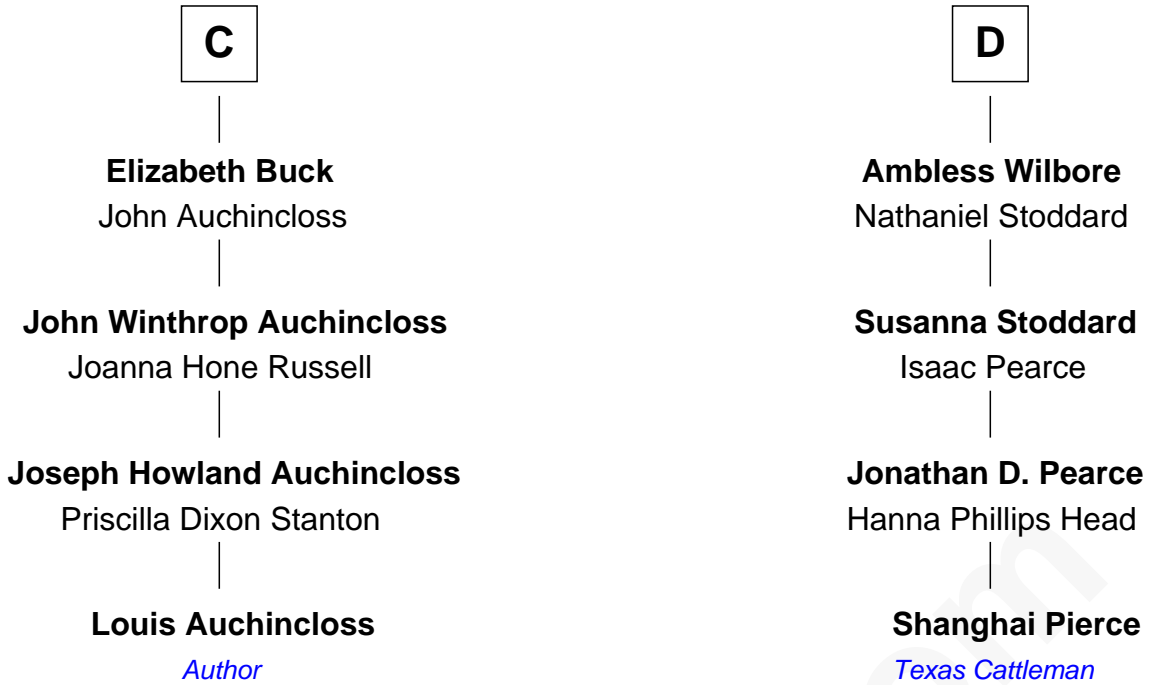 C
Elizabeth Buck
John Auchincloss
John Winthrop Auchincloss
Joanna Hone Russell
Joseph Howland Auchincloss
Priscilla Dixon Stanton
Louis Auchincloss
Author
D
Ambless Wilbore
Nathaniel Stoddard
Susanna Stoddard
Isaac Pearce
Jonathan D. Pearce
Hanna Phillips Head
Shanghai Pierce
Texas Cattleman